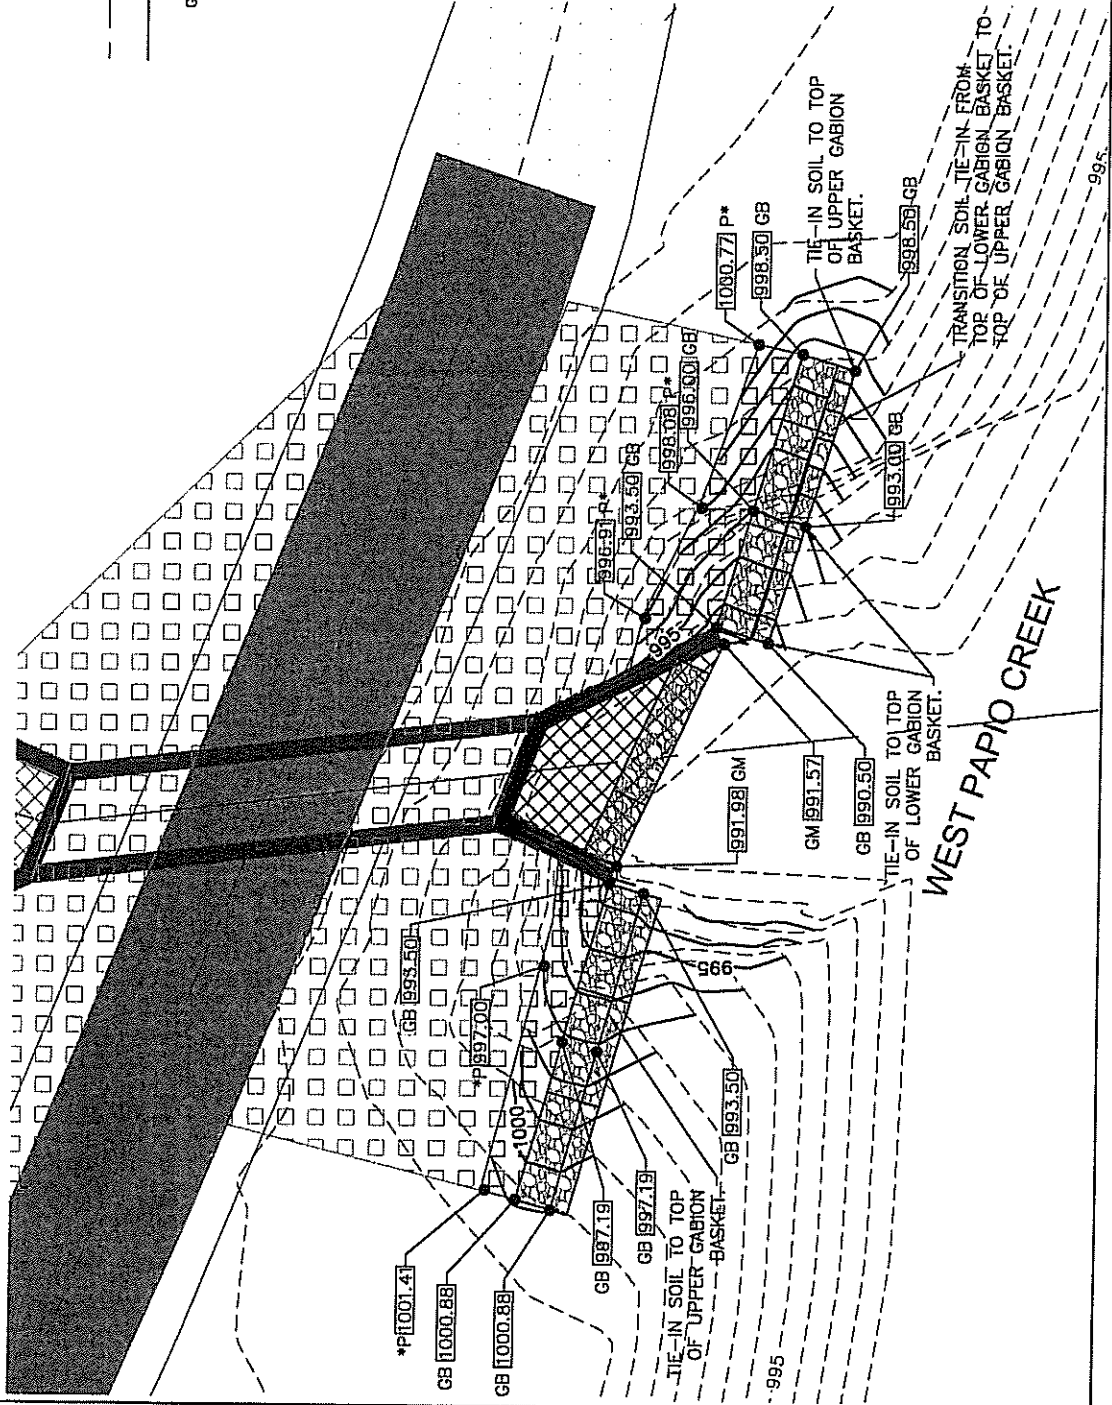 G
TIE-IN SOIL TO TOP
OF UPPER GABION
BASKET.
TRANSITION SOIL TIE-IN FROM
TOP OF LOWER GABION BASKET TO
TOP OF UPPER GABION BASKET.
1000.77 P*
998.50 GB
998.50 GB
998.08 P*
996.00 GB
996.91 P*
993.50 GB
993.00 GB
995
995
991.98 GM
GM 991.57
GB 990.50
TIE-IN SOIL TO TOP
OF LOWER GABION
BASKET.
WEST PAPIO CREEK
GB 993.50
*P 997.00
1000
995
GB 993.50
*P 1001.41
GB 1000.88
GB 1000.88
GB 987.19
GB 997.19
TIE-IN SOIL TO TOP
OF UPPER GABION
BASKET.
995